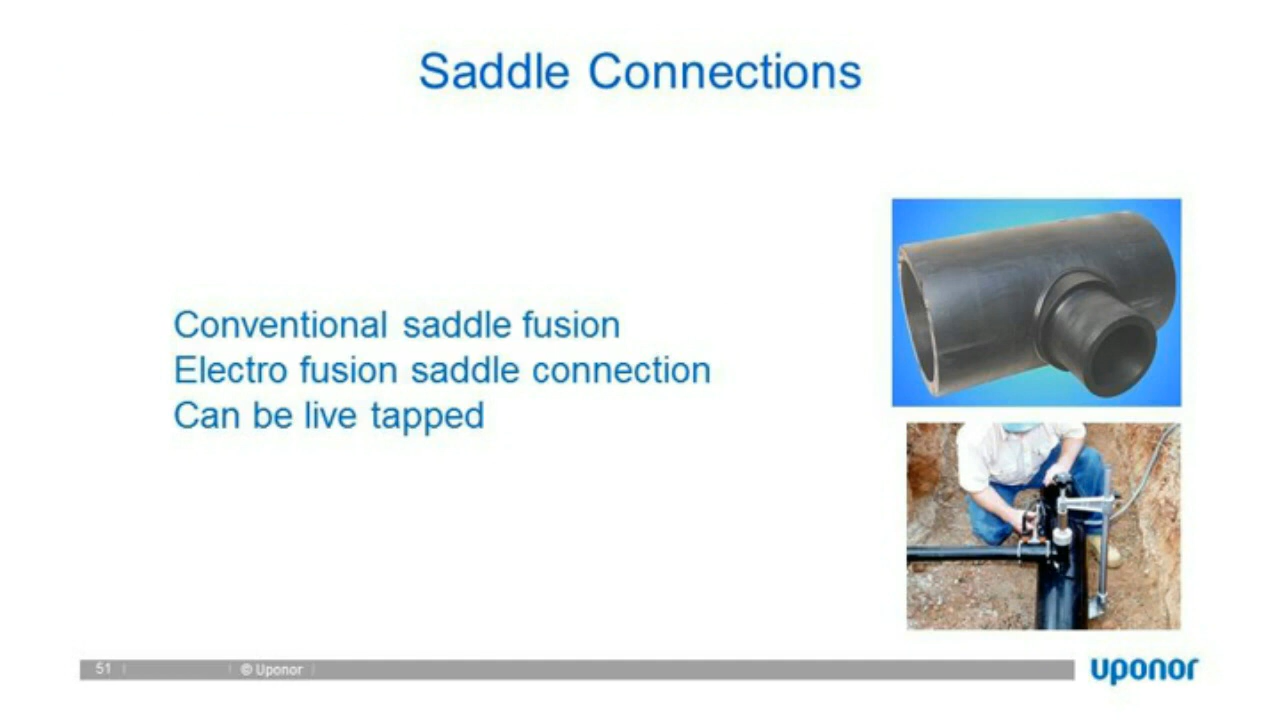 Saddle Connections
Conventional saddle fusion
Electro fusion saddle connection
Can be live tapped
51
© Uponor
uponor